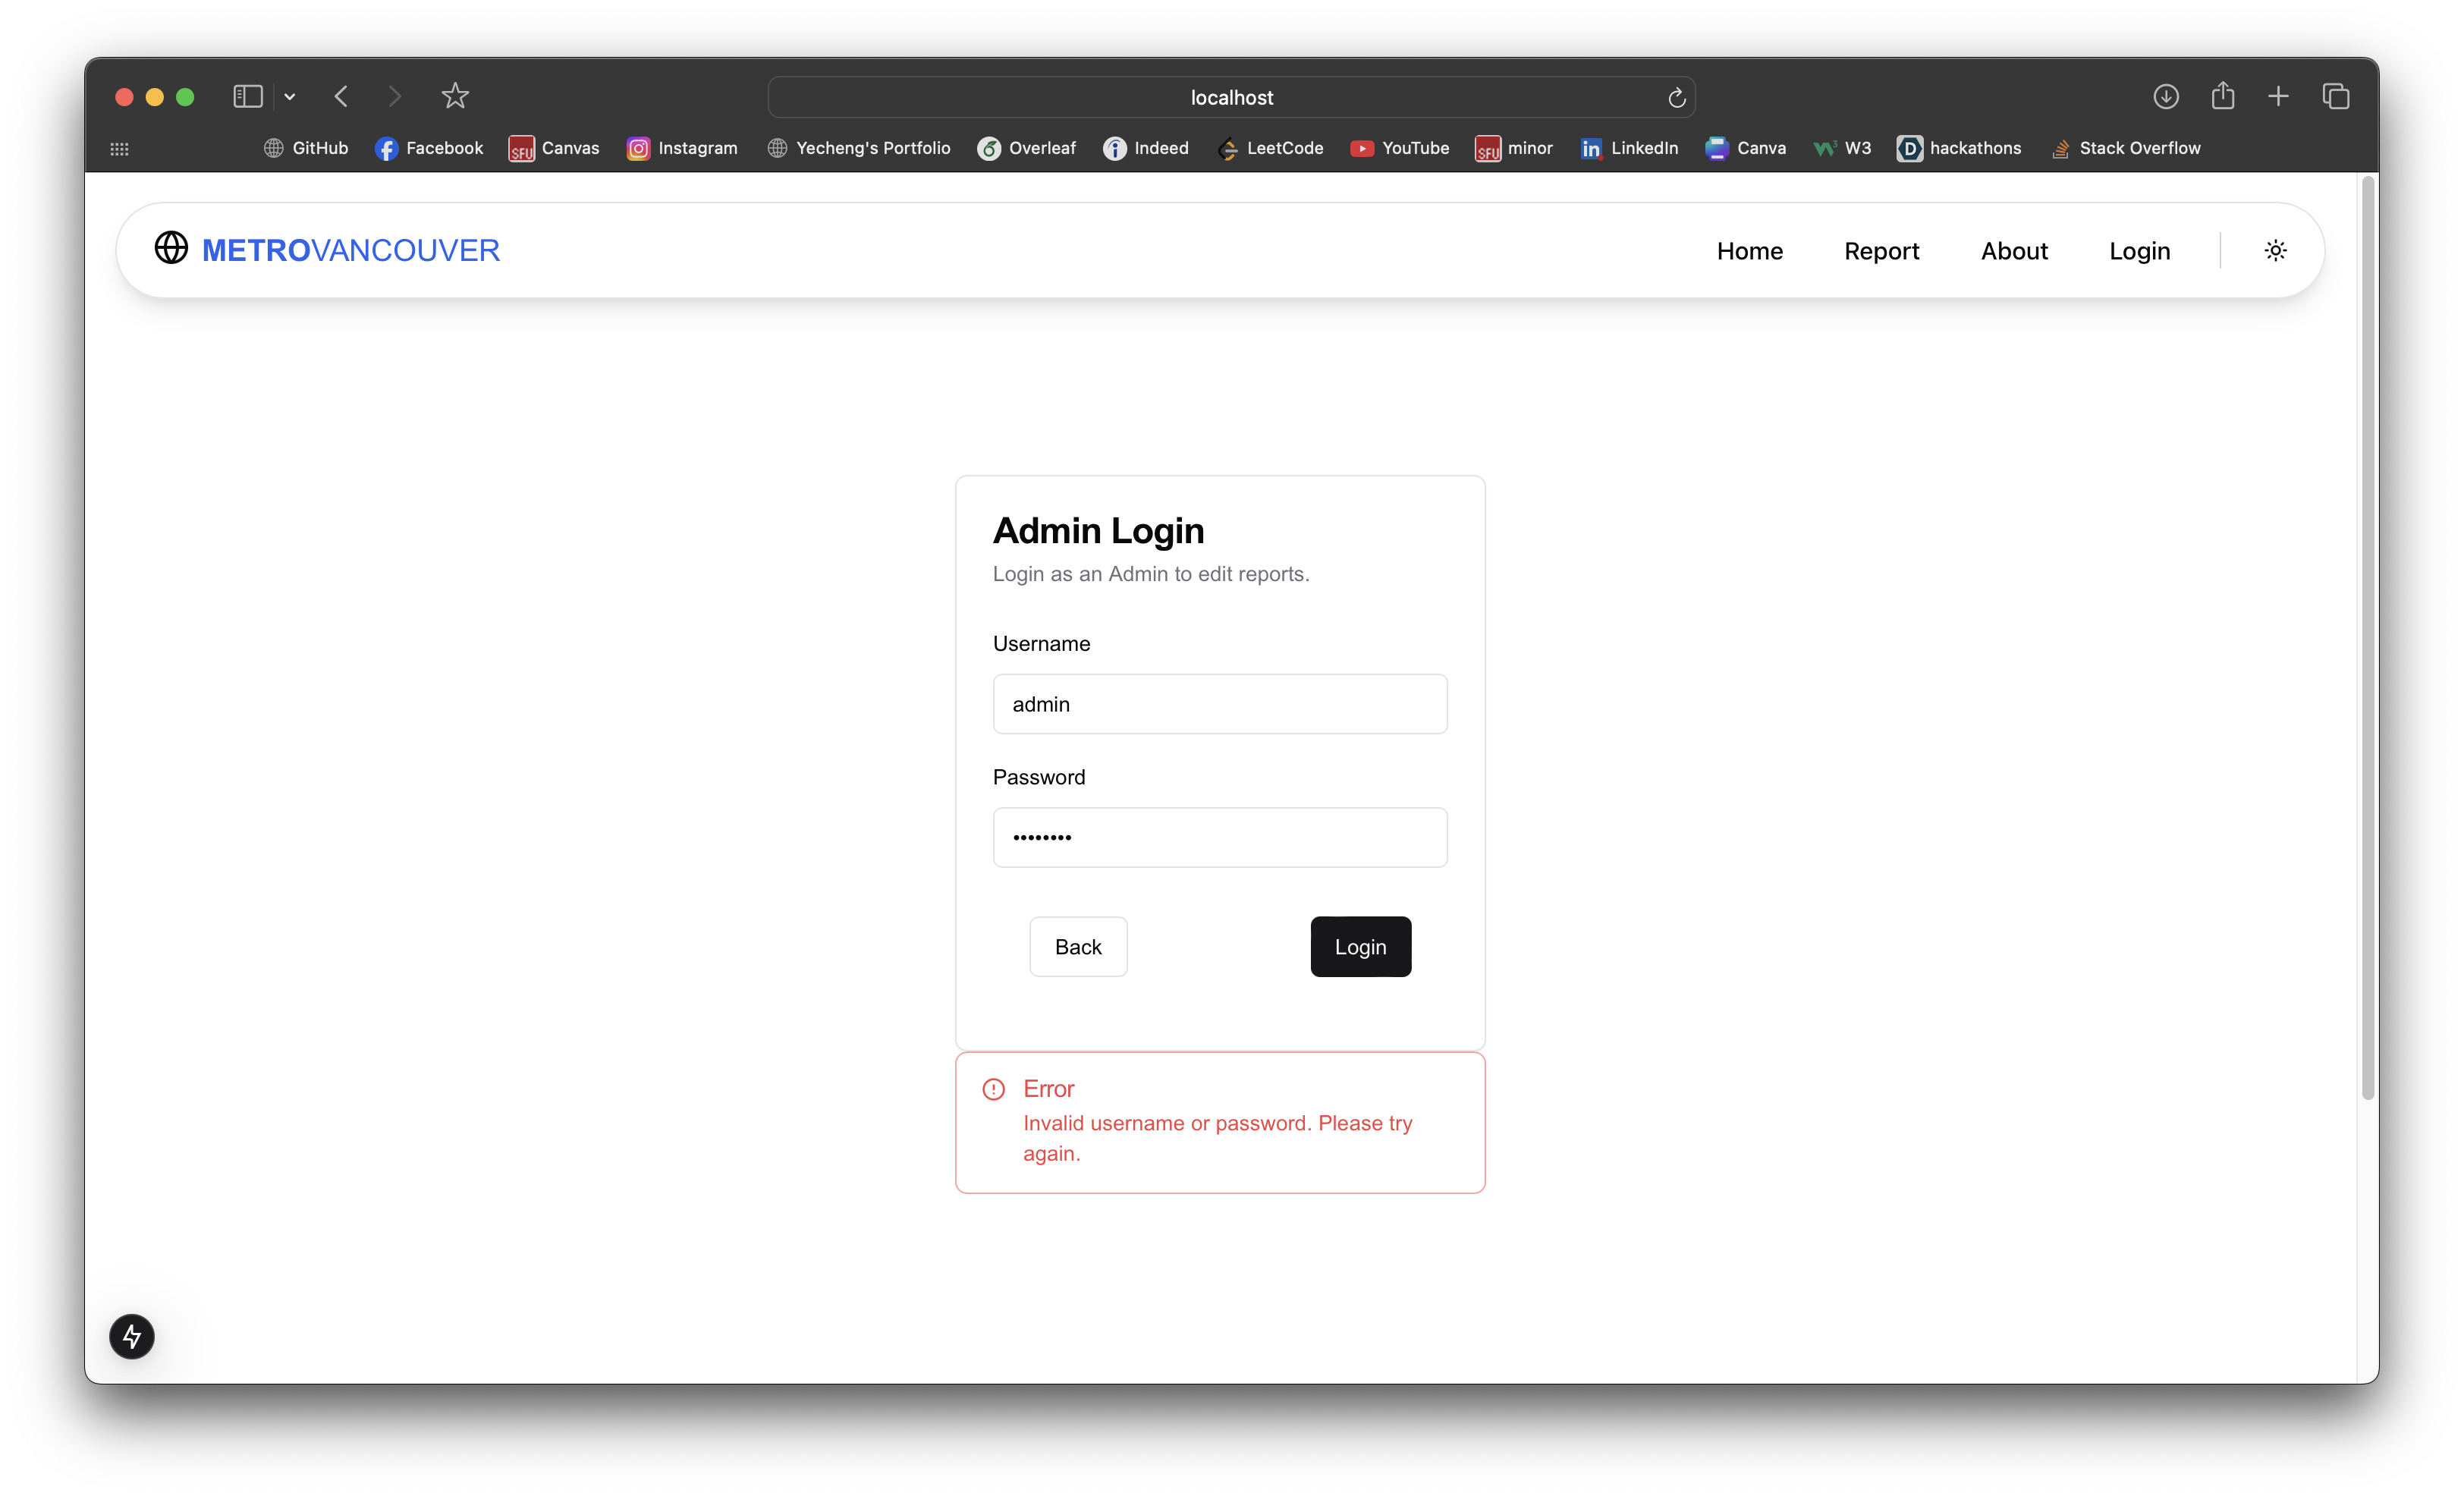 localhost
GitHub Facebook SFU Canvas Instagram Yecheng's Portfolio Overleaf Indeed LeetCode YouTube SFU minor in LinkedIn Canva W3 D hackathons Stack Overflow
METROVANCOUVER Home Report About Login
Admin Login
Login as an Admin to edit reports.
Username
admin
Password
••••••••
Back Login
Error
Invalid username or password. Please try
again.